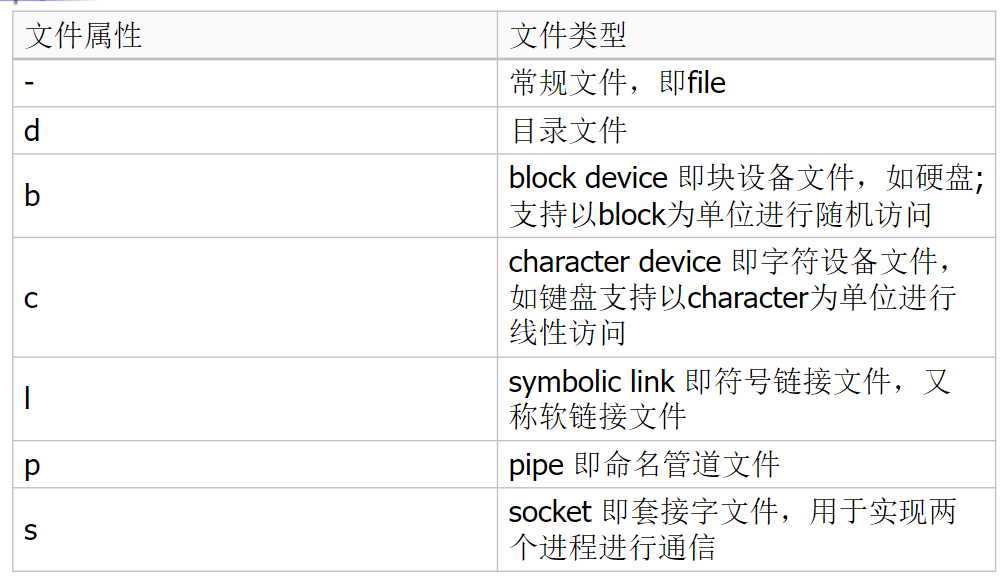 文件属性 文件类型
- 常规文件，即file
d 目录文件
b block device 即块设备文件，如硬盘;
支持以block为单位进行随机访问
c character device 即字符设备文件，
如键盘支持以character为单位进行
线性访问
l symbolic link 即符号链接文件，又
称软链接文件
p pipe 即命名管道文件
s socket 即套接字文件，用于实现两
个进程进行通信